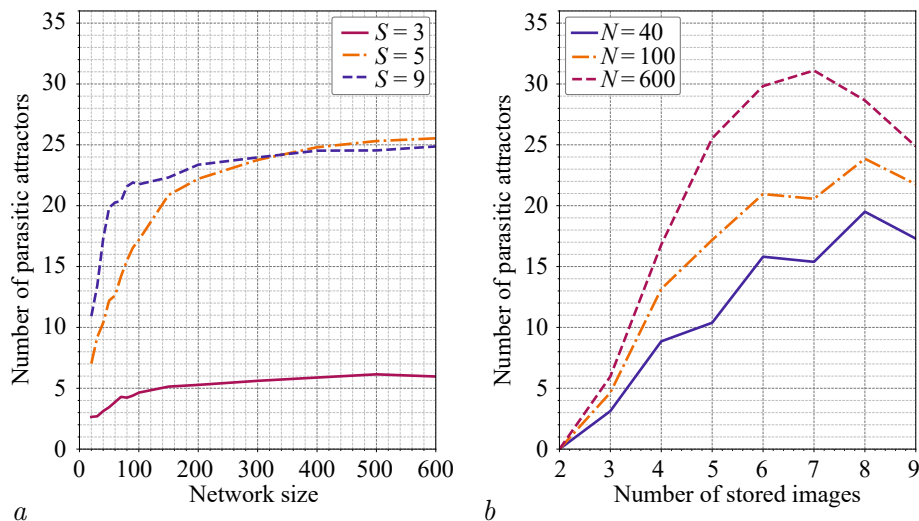 35
30
25
20
15
10
5
0
Number of parasitic attractors
S = 3
S = 5
S = 9
0 100 200 300 400 500 600
Network size
a
35
30
25
20
15
10
5
0
Number of parasitic attractors
N = 40
N = 100
N = 600
2 3 4 5 6 7 8 9
Number of stored images
b